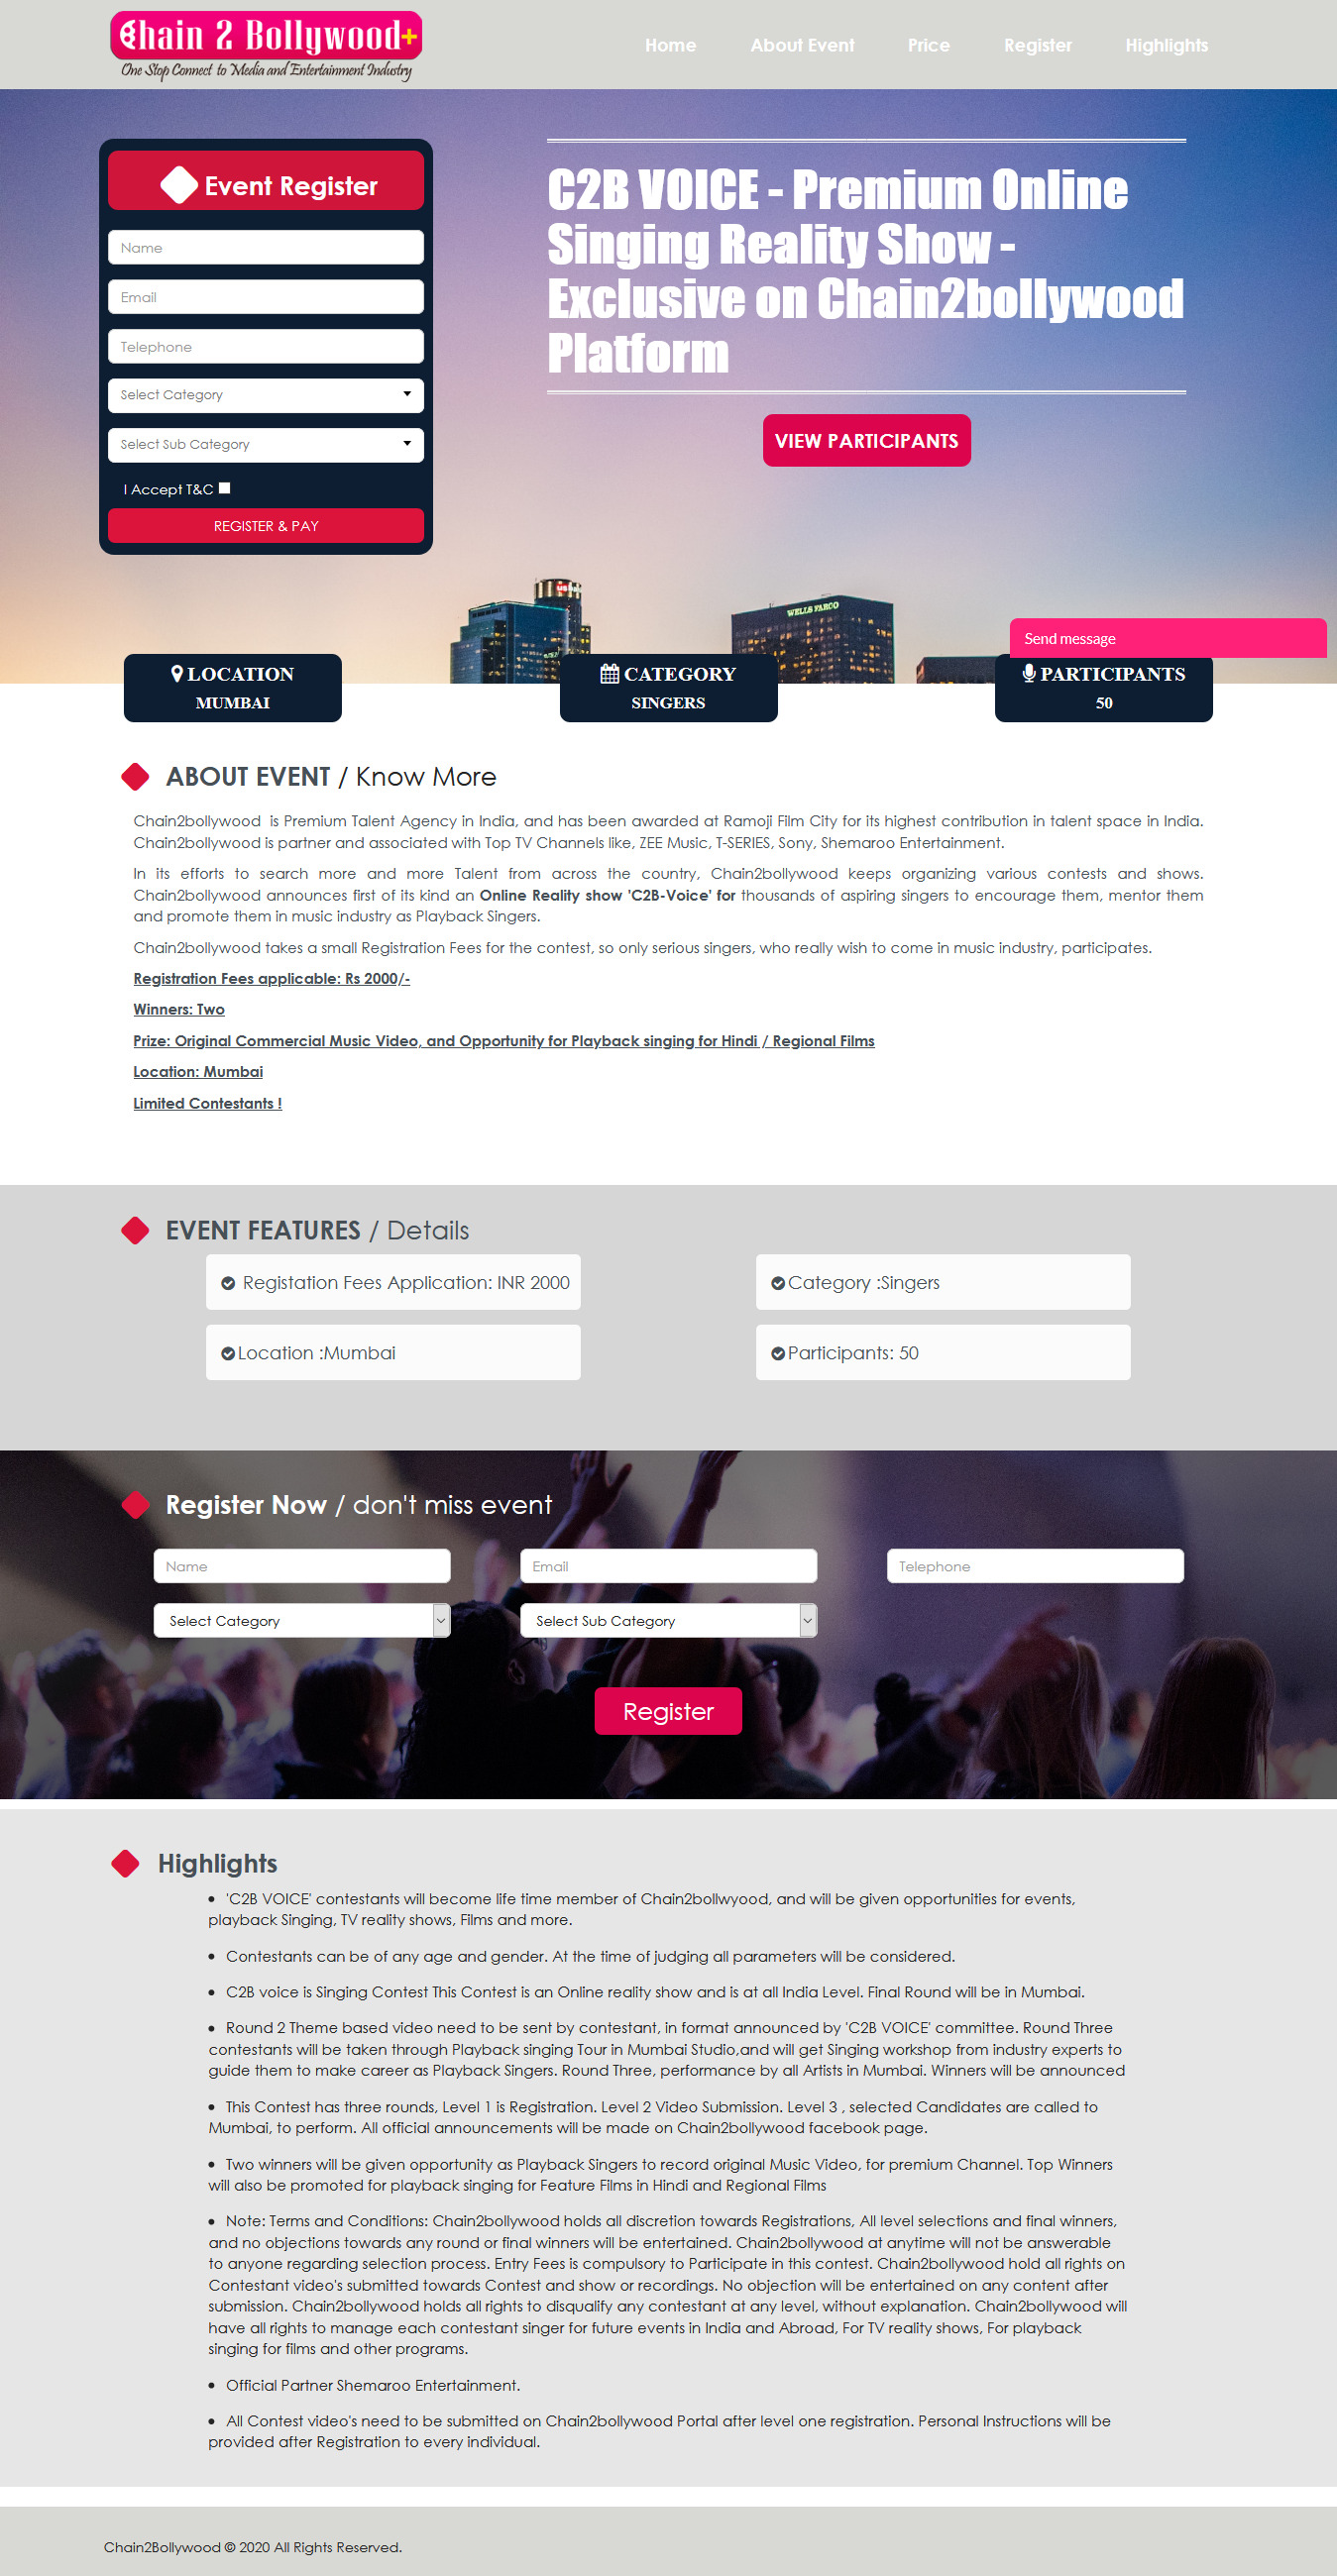 Chain 2 Bollywood+
One Stop Connect to Media and Entertainment Industry
Home
About Event
Price
Register
Highlights
Event Register
Name
Email
Telephone
Select Category
Select Sub Category
I Accept T&C
REGISTER & PAY
C2B VOICE - Premium Online
Singing Reality Show -
Exclusive on Chain2bollywood
Platform
VIEW PARTICIPANTS
WELLS FARGO
Send message
LOCATION
MUMBAI
CATEGORY
SINGERS
PARTICIPANTS
50
ABOUT EVENT / Know More
Chain2bollywood is Premium Talent Agency in India, and has been awarded at Ramoji Film City for its highest contribution in talent space in India.
Chain2bollywood is partner and associated with Top TV Channels like, ZEE Music, T-SERIES, Sony, Shemaroo Entertainment.
In its efforts to search more and more Talent from across the country, Chain2bollywood keeps organizing various contests and shows.
Chain2bollywood announces first of its kind an Online Reality show 'C2B-Voice' for thousands of aspiring singers to encourage them, mentor them
and promote them in music industry as Playback Singers.
Chain2bollywood takes a small Registration Fees for the contest, so only serious singers, who really wish to come in music industry, participates.
Registration Fees applicable: Rs 2000/-
Winners: Two
Prize: Original Commercial Music Video, and Opportunity for Playback singing for Hindi / Regional Films
Location: Mumbai
Limited Contestants !
EVENT FEATURES / Details
Registation Fees Application: INR 2000
Category :Singers
Location :Mumbai
Participants: 50
Register Now / don't miss event
Name
Email
Telephone
Select Category
Select Sub Category
Register
Highlights
• 'C2B VOICE' contestants will become life time member of Chain2bollwyood, and will be given opportunities for events,
playback Singing, TV reality shows, Films and more.
• Contestants can be of any age and gender. At the time of judging all parameters will be considered.
• C2B voice is Singing Contest This Contest is an Online reality show and is at all India Level. Final Round will be in Mumbai.
• Round 2 Theme based video need to be sent by contestant, in format announced by 'C2B VOICE' committee. Round Three
contestants will be taken through Playback singing Tour in Mumbai Studio,and will get Singing workshop from industry experts to
guide them to make career as Playback Singers. Round Three, performance by all Artists in Mumbai. Winners will be announced
• This Contest has three rounds, Level 1 is Registration. Level 2 Video Submission. Level 3 , selected Candidates are called to
Mumbai, to perform. All official announcements will be made on Chain2bollywood facebook page.
• Two winners will be given opportunity as Playback Singers to record original Music Video, for premium Channel. Top Winners
will also be promoted for playback singing for Feature Films in Hindi and Regional Films
• Note: Terms and Conditions: Chain2bollywood holds all discretion towards Registrations, All level selections and final winners,
and no objections towards any round or final winners will be entertained. Chain2bollywood at anytime will not be answerable
to anyone regarding selection process. Entry Fees is compulsory to Participate in this contest. Chain2bollywood hold all rights on
Contestant video's submitted towards Contest and show or recordings. No objection will be entertained on any content after
submission. Chain2bollywood holds all rights to disqualify any contestant at any level, without explanation. Chain2bollywood will
have all rights to manage each contestant singer for future events in India and Abroad, For TV reality shows, For playback
singing for films and other programs.
• Official Partner Shemaroo Entertainment.
• All Contest video's need to be submitted on Chain2bollywood Portal after level one registration. Personal Instructions will be
provided after Registration to every individual.
Chain2Bollywood © 2020 All Rights Reserved.